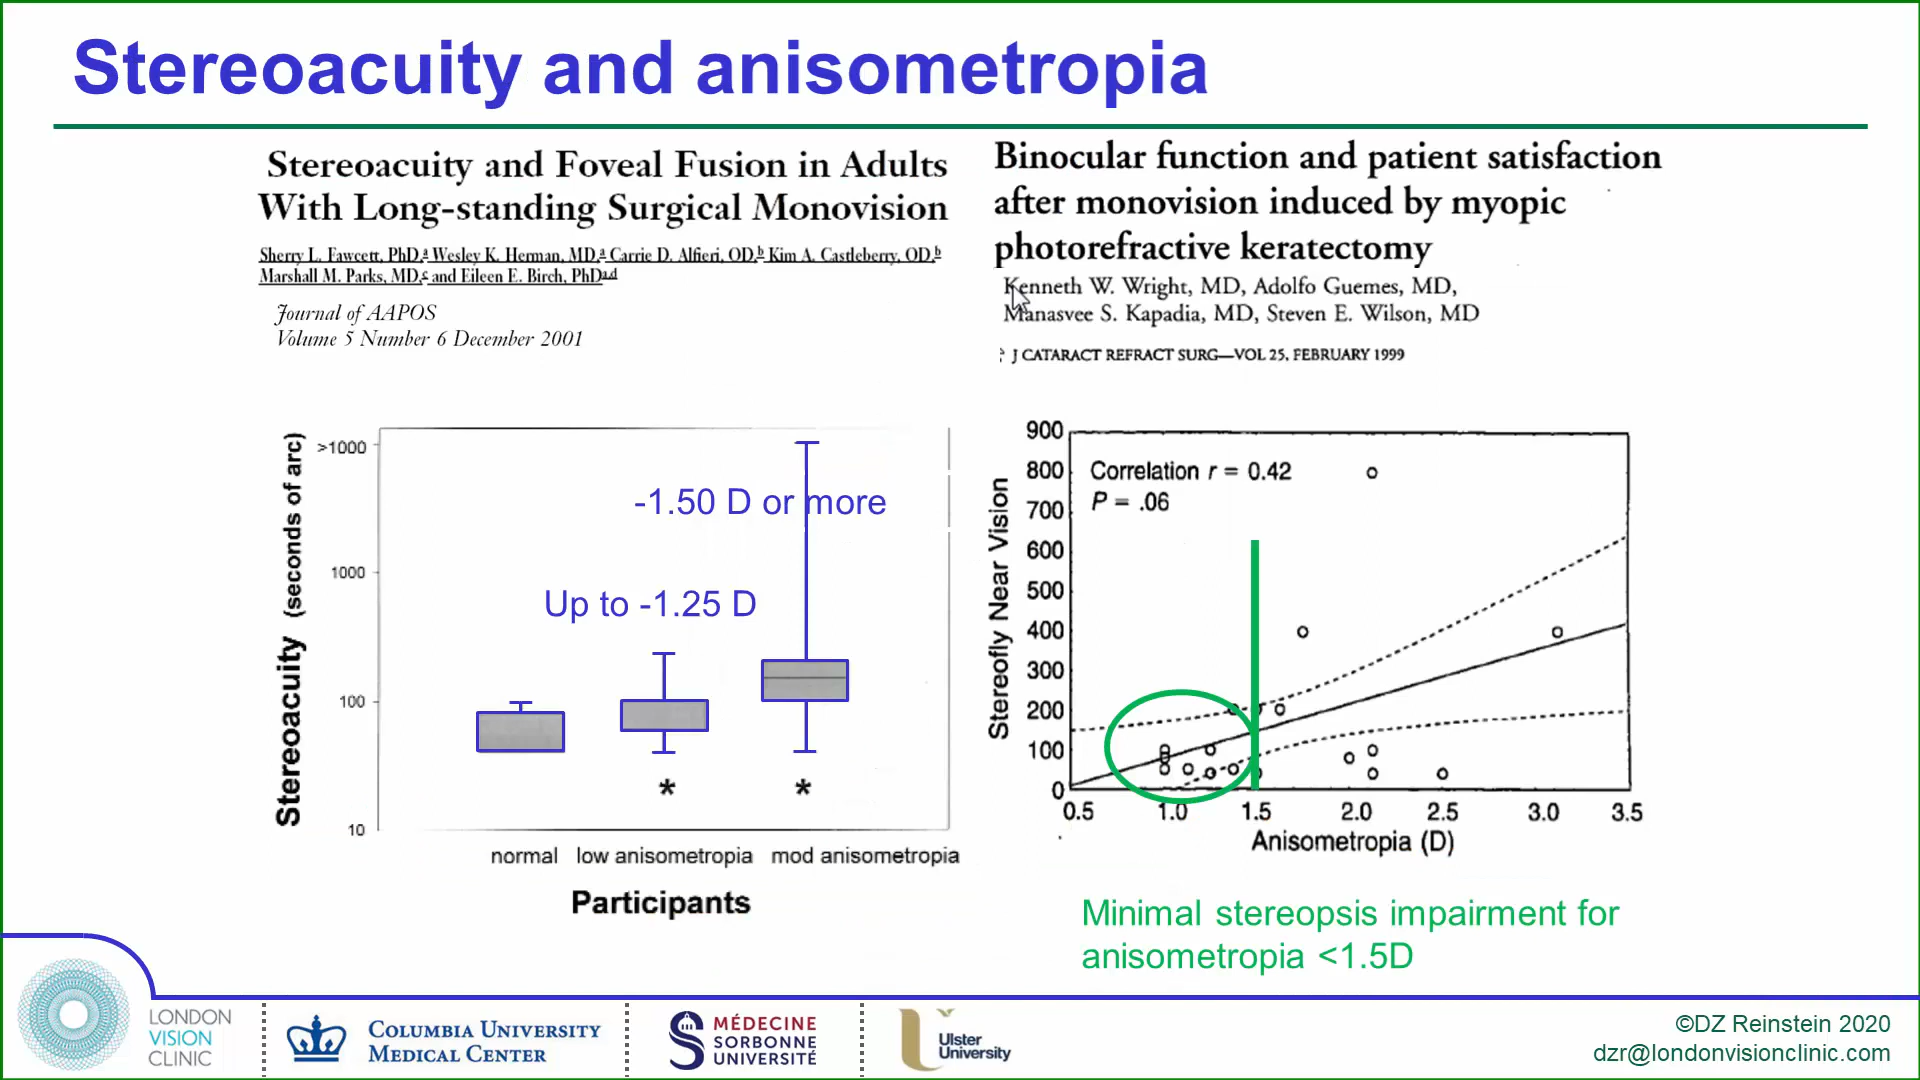 Stereoacuity and anisometropia
Stereoacuity and Foveal Fusion in Adults
With Long-standing Surgical Monovision
Sherry L. Fawcett, PhD,a Wesley K. Herman, MD,a Carrie D. Alfieri, OD,b Kim A. Castleberry, OD,b
Marshall M. Parks, MD,c and Eileen E. Birch, PhDa,d
Journal of AAPOS
Volume 5 Number 6 December 2001
Binocular function and patient satisfaction
after monovision induced by myopic
photorefractive keratectomy
Kenneth W. Wright, MD, Adolfo Guemes, MD,
Manasvee S. Kapadia, MD, Steven E. Wilson, MD
J CATARACT REFRACT SURG—VOL 25, FEBRUARY 1999
Stereoacuity (seconds of arc)
>1000
1000
100
10
-1.50 D or more
Up to -1.25 D
* *
normal low anisometropia mod anisometropia
Participants
Stereofly Near Vision
900
800
700
600
500
400
300
200
100
0
Correlation r = 0.42
P = .06
0.5 1.0 1.5 2.0 2.5 3.0 3.5
Anisometropia (D)
Minimal stereopsis impairment for
anisometropia <1.5D
LONDON
VISION
CLINIC
COLUMBIA UNIVERSITY
MEDICAL CENTER
MÉDECINE
SORBONNE
UNIVERSITÉ
Ulster
University
©DZ Reinstein 2020
dzr@londonvisionclinic.com